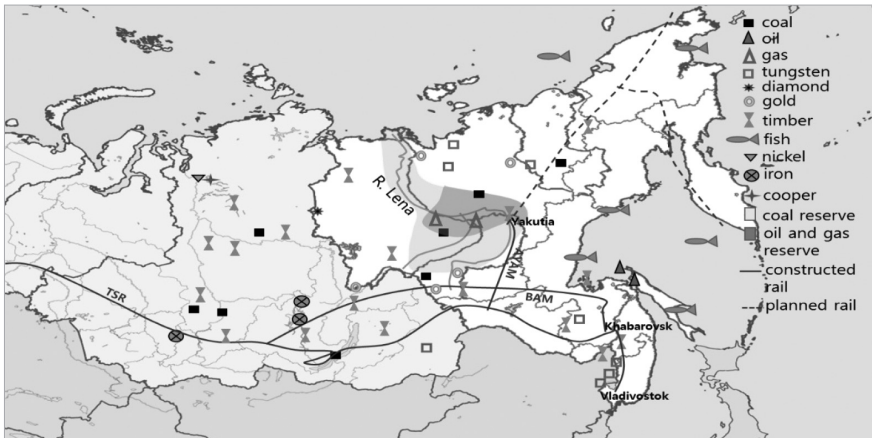 coal
oil
gas
tungsten
diamond
gold
timber
fish
nickel
iron
cooper
coal reserve
oil and gas
reserve
constructed
rail
planned rail
R. Lena
Yakutia
AYAM
TSR
BAM
Khabarovsk
Vladivostok